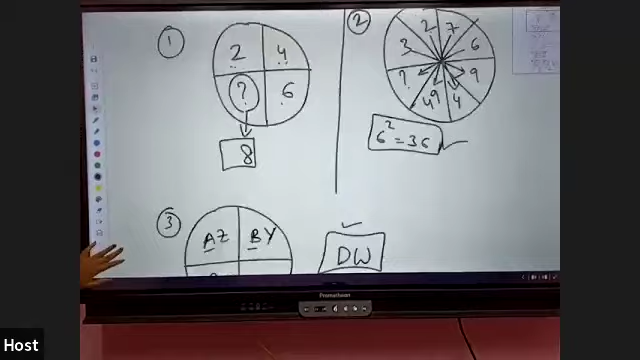 ①
2 4
? 6
8
②
2 7
3 6
? 9
49 4
6² = 36
③
AZ BY
DW
Promethean
Host